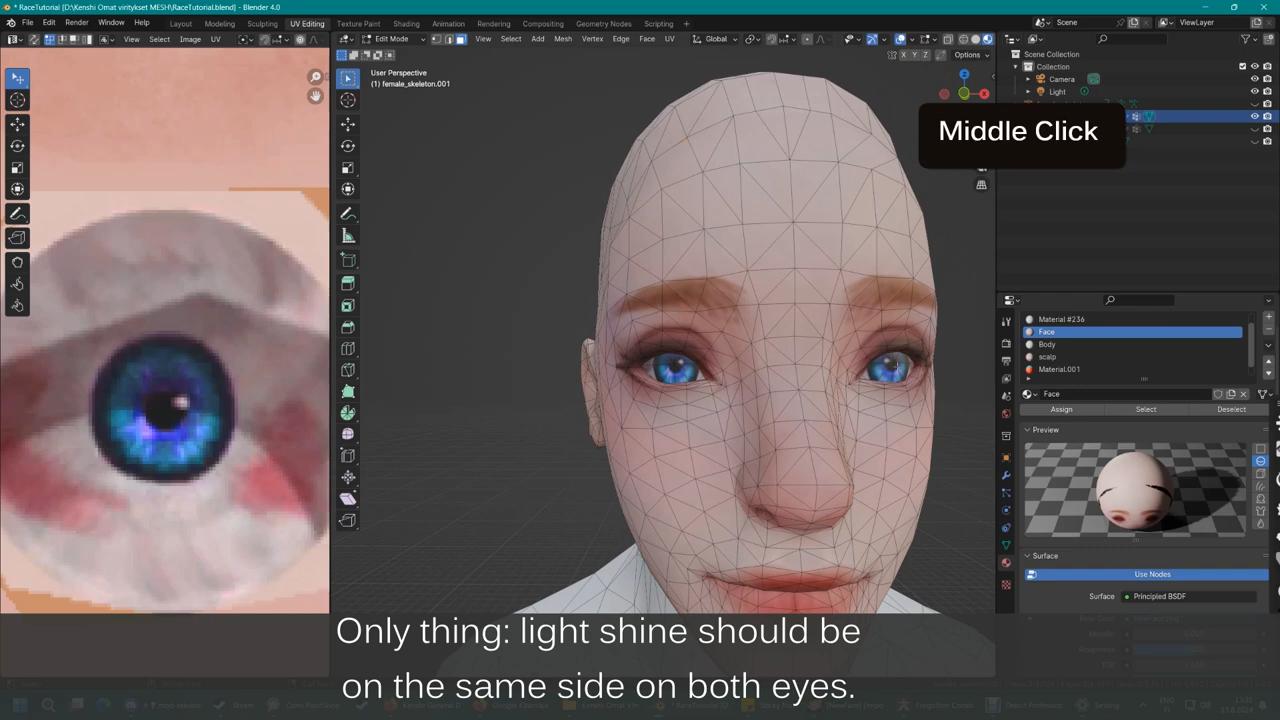 * RaceTutorial [D:\Kenshi Omat viritykset MESH\RaceTutorial.blend] - Blender 4.0
File Edit Render Window Help
Layout Modeling Sculpting UV Editing Texture Paint Shading Animation Rendering Compositing Geometry Nodes Scripting +
Scene
ViewLayer
View Select Image UV
Edit Mode
View Select Add Mesh Vertex Edge Face UV
Global
X Y Z
Options
User Perspective
(1) female_skeleton.001
Z
X
Scene Collection
Collection
Camera
Light
Middle Click
Material #236
Face
Body
scalp
Material.001
Face
Assign Select Deselect
Preview
Surface
Use Nodes
Surface Principled BSDF
Only thing: light shine should be
on the same side on both eyes.